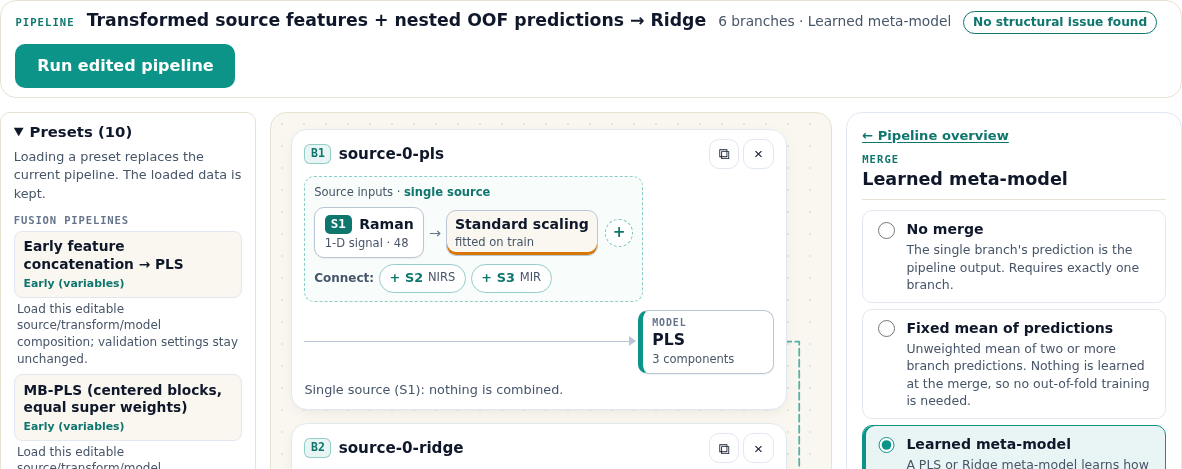 PIPELINE Transformed source features + nested OOF predictions → Ridge 6 branches · Learned meta-model No structural issue found
Run edited pipeline
▼ Presets (10)
Loading a preset replaces the
current pipeline. The loaded data is
kept.
FUSION PIPELINES
Early feature
concatenation → PLS
Early (variables)
Load this editable
source/transform/model
composition; validation settings stay
unchanged.
MB-PLS (centered blocks,
equal super weights)
Early (variables)
Load this editable
source/transform/model
B1 source-0-pls
Source inputs · single source
S1 Raman
1-D signal · 48
→
Standard scaling
fitted on train
+
Connect: + S2 NIRS + S3 MIR
MODEL
PLS
3 components
Single source (S1): nothing is combined.
B2 source-0-ridge
← Pipeline overview
MERGE
Learned meta-model
No merge
The single branch's prediction is the
pipeline output. Requires exactly one
branch.
Fixed mean of predictions
Unweighted mean of two or more
branch predictions. Nothing is learned
at the merge, so no out-of-fold training
is needed.
Learned meta-model
A PLS or Ridge meta-model learns how